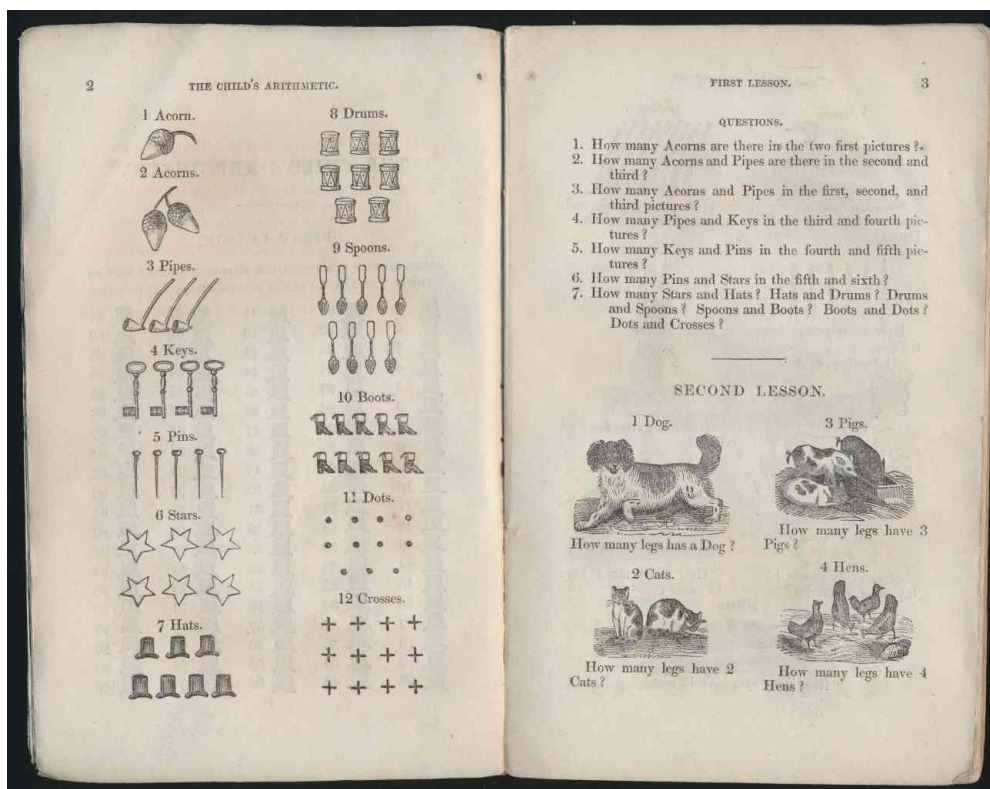 2
THE CHILD'S ARITHMETIC.
1 Acorn.
2 Acorns.
3 Pipes.
4 Keys.
5 Pins.
6 Stars.
7 Hats.
8 Drums.
9 Spoons.
10 Boots.
11 Dots.
12 Crosses.
FIRST LESSON.
3
QUESTIONS.
1. How many Acorns are there in the two first pictures?
2. How many Acorns and Pipes are there in the second and
third?
3. How many Acorns and Pipes in the first, second, and
third pictures?
4. How many Pipes and Keys in the third and fourth pic-
tures?
5. How many Keys and Pins in the fourth and fifth pic-
tures?
6. How many Pins and Stars in the fifth and sixth?
7. How many Stars and Hats? Hats and Drums? Drums
and Spoons? Spoons and Boots? Boots and Dots?
Dots and Crosses?
SECOND LESSON.
1 Dog.
How many legs has a Dog?
2 Cats.
How many legs have 2
Cats?
3 Pigs.
How many legs have 3
Pigs?
4 Hens.
How many legs have 4
Hens?